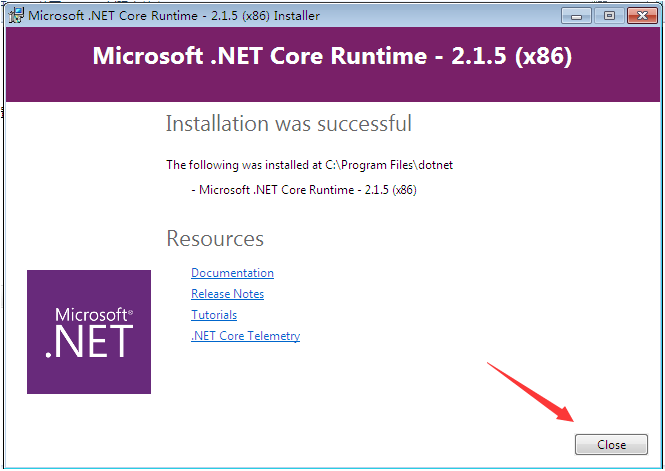 Microsoft .NET Core Runtime - 2.1.5 (x86) Installer
Microsoft .NET Core Runtime - 2.1.5 (x86)
Installation was successful
The following was installed at C:\Program Files\dotnet
- Microsoft .NET Core Runtime - 2.1.5 (x86)
Resources
Documentation
Release Notes
Tutorials
.NET Core Telemetry
Microsoft®
.NET
Close